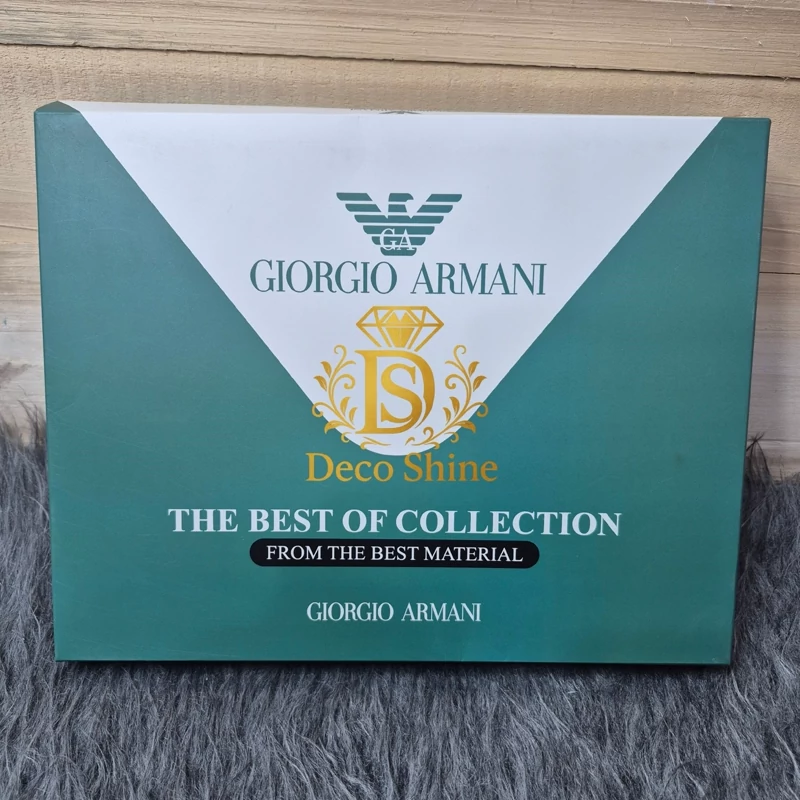 GA
GIORGIO ARMANI
DS
Deco Shine
THE BEST OF COLLECTION
FROM THE BEST MATERIAL
GIORGIO ARMANI